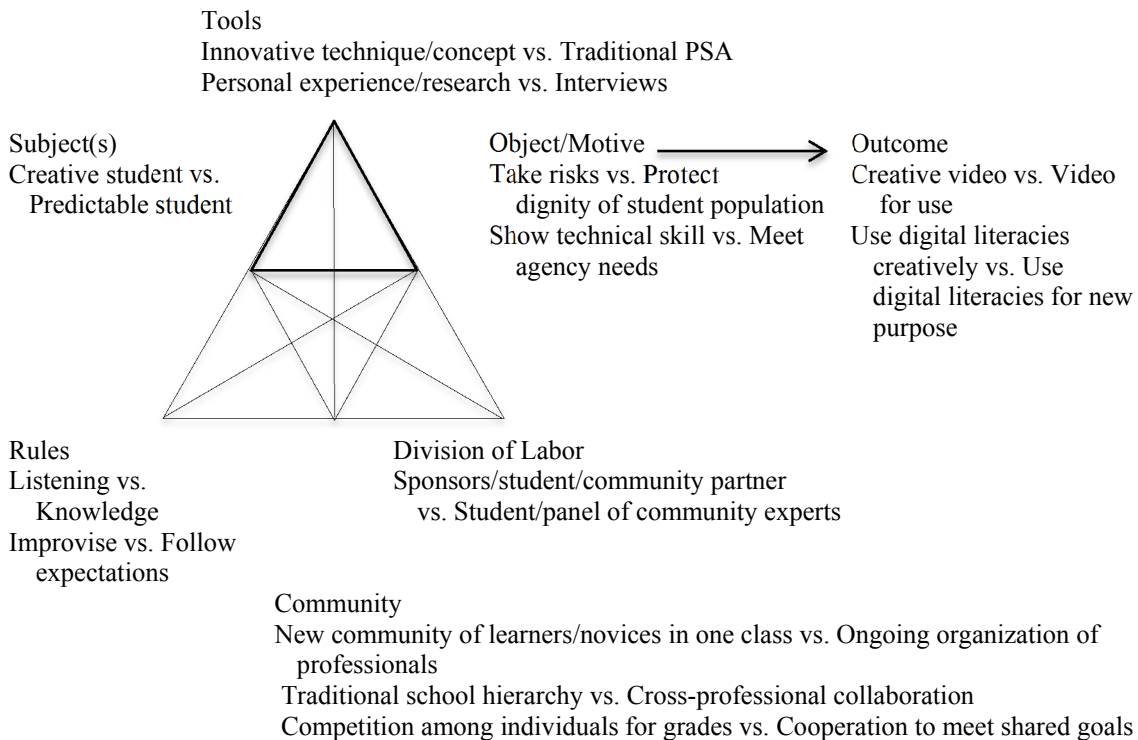 Tools
Innovative technique/concept vs. Traditional PSA
Personal experience/research vs. Interviews
Subject(s)
Creative student vs.
Predictable student
Object/Motive
Take risks vs. Protect
dignity of student population
Show technical skill vs. Meet
agency needs
Outcome
Creative video vs. Video
for use
Use digital literacies
creatively vs. Use
digital literacies for new
purpose
Rules
Listening vs.
Knowledge
Improvise vs. Follow
expectations
Division of Labor
Sponsors/student/community partner
vs. Student/panel of community experts
Community
New community of learners/novices in one class vs. Ongoing organization of
professionals
Traditional school hierarchy vs. Cross-professional collaboration
Competition among individuals for grades vs. Cooperation to meet shared goals